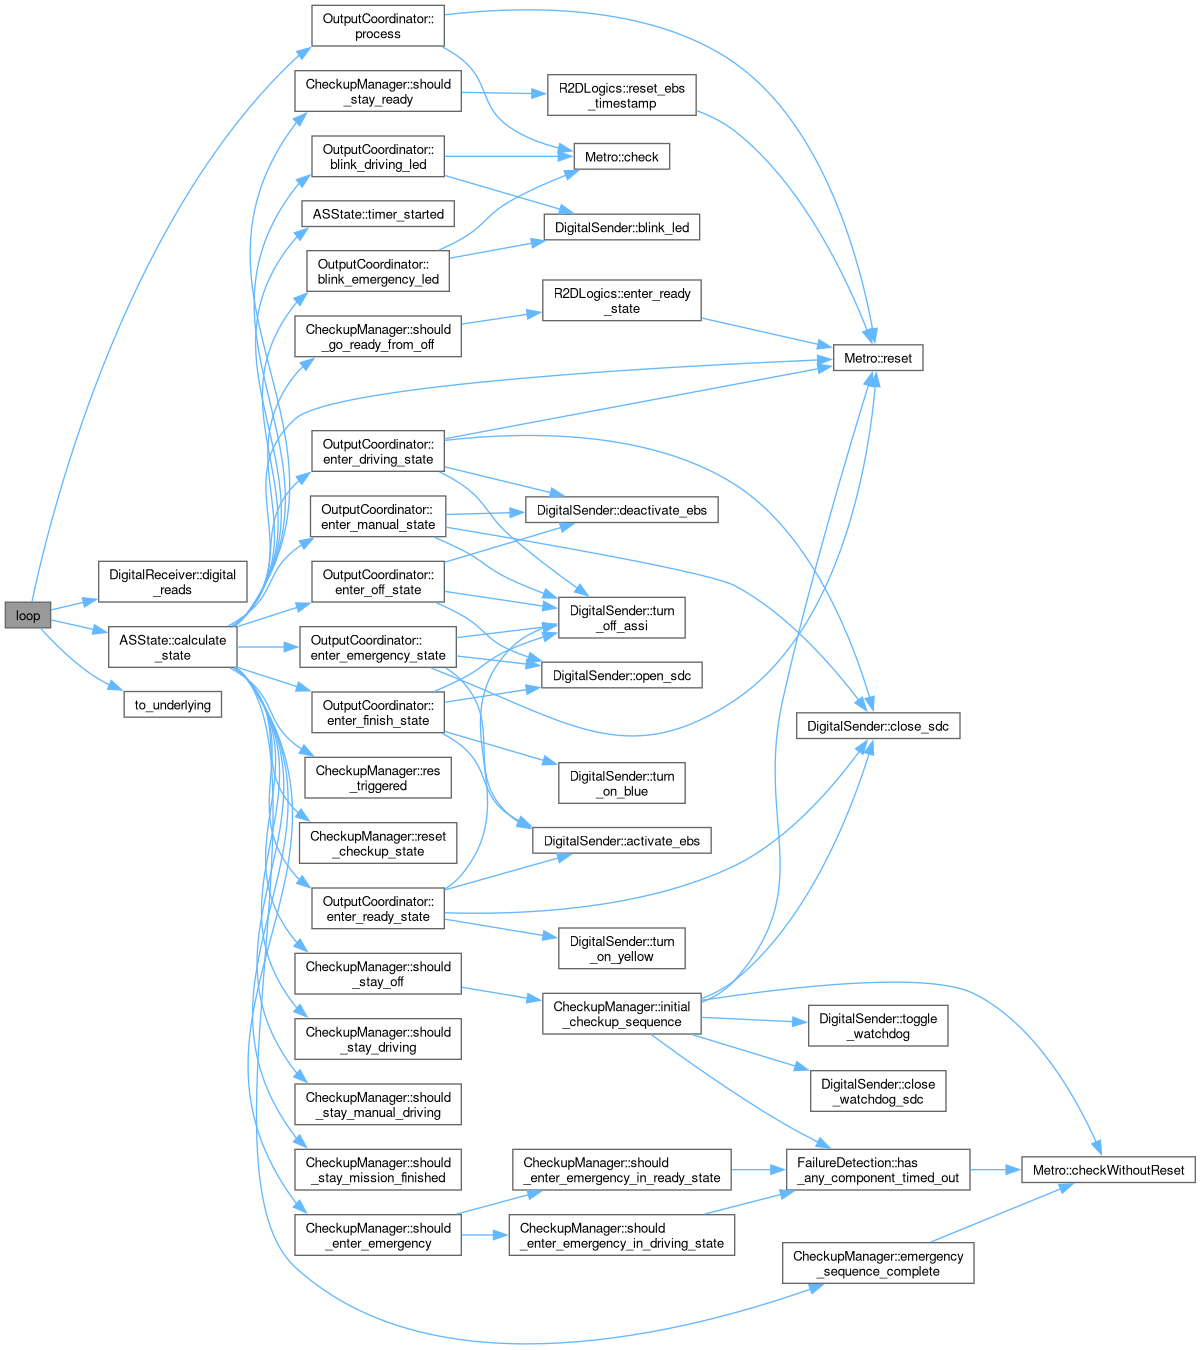 OutputCoordinator::
process
CheckupManager::should
_stay_ready
R2DLogics::reset_ebs
_timestamp
OutputCoordinator::
blink_driving_led
Metro::check
ASState::timer_started
DigitalSender::blink_led
OutputCoordinator::
blink_emergency_led
R2DLogics::enter_ready
_state
CheckupManager::should
_go_ready_from_off
Metro::reset
OutputCoordinator::
enter_driving_state
OutputCoordinator::
enter_manual_state
DigitalSender::deactivate_ebs
DigitalReceiver::digital
_reads
OutputCoordinator::
enter_off_state
loop
DigitalSender::turn
_off_assi
ASState::calculate
_state
OutputCoordinator::
enter_emergency_state
DigitalSender::open_sdc
to_underlying
OutputCoordinator::
enter_finish_state
DigitalSender::close_sdc
CheckupManager::res
_triggered
DigitalSender::turn
_on_blue
CheckupManager::reset
_checkup_state
DigitalSender::activate_ebs
OutputCoordinator::
enter_ready_state
DigitalSender::turn
_on_yellow
CheckupManager::should
_stay_off
CheckupManager::initial
_checkup_sequence
DigitalSender::toggle
_watchdog
CheckupManager::should
_stay_driving
DigitalSender::close
_watchdog_sdc
CheckupManager::should
_stay_manual_driving
CheckupManager::should
_stay_mission_finished
CheckupManager::should
_enter_emergency_in_ready_state
FailureDetection::has
_any_component_timed_out
Metro::checkWithoutReset
CheckupManager::should
_enter_emergency
CheckupManager::should
_enter_emergency_in_driving_state
CheckupManager::emergency
_sequence_complete